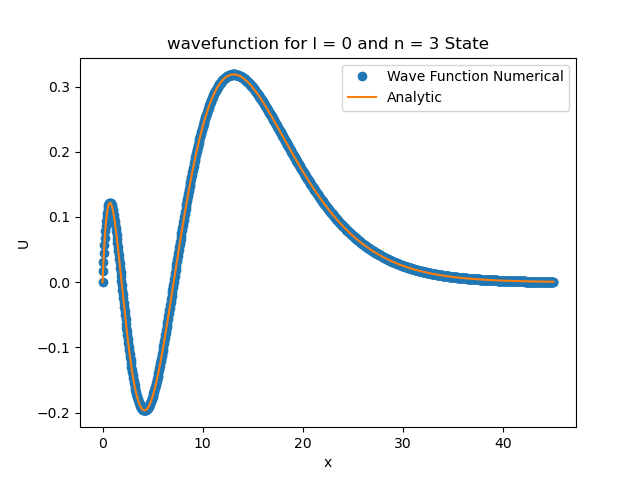 wavefunction for l = 0 and n = 3 State
Wave Function Numerical
Analytic
0.3
0.2
0.1
0.0
−0.1
−0.2
U
0 10 20 30 40
x